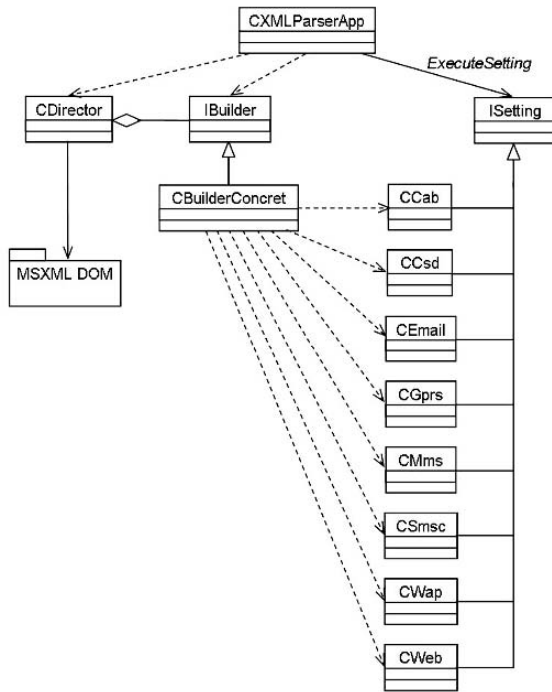 CXMLParserApp
ExecuteSetting
CDirector
IBuilder
ISetting
CBuilderConcret
CCab
MSXML DOM
CCsd
CEmail
CGprs
CMms
CSmsc
CWap
CWeb